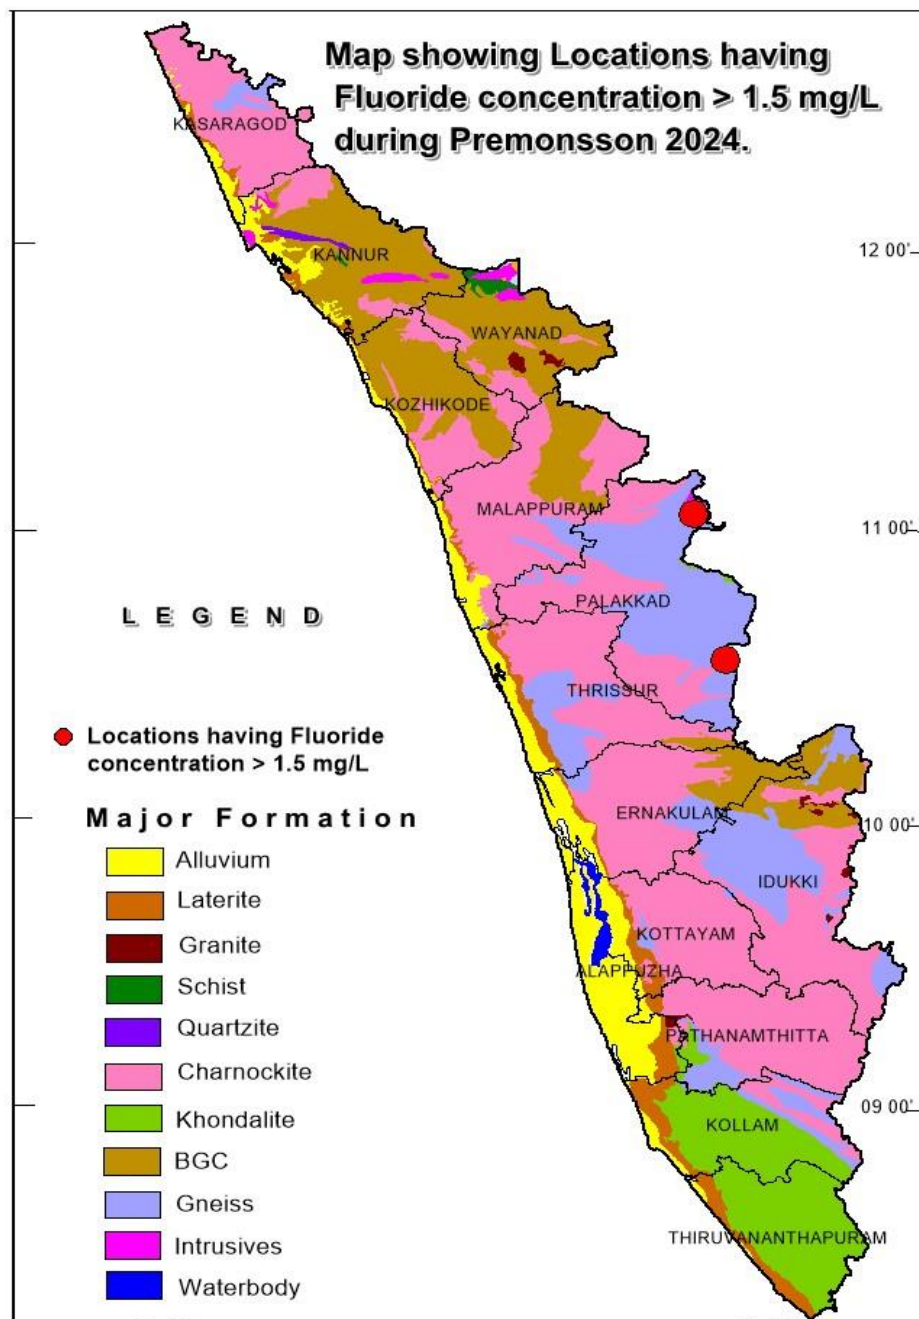 Map showing Locations having
Fluoride concentration > 1.5 mg/L
during Premonsson 2024.
KASARAGOD
12 00'
KANNUR
WAYANAD
KOZHIKODE
MALAPPURAM
11 00'
PALAKKAD
LEGEND
THRISSUR
Locations having Fluoride
concentration > 1.5 mg/L
Major Formation
ERNAKULAM
10 00'
Alluvium
IDUKKI
Laterite
KOTTAYAM
Granite
ALAPPUZHA
Schist
Quartzite
PATHANAMTHITTA
Charnockite
09 00'
Khondalite
KOLLAM
BGC
Gneiss
THIRUVANANTHAPURAM
Intrusives
Waterbody